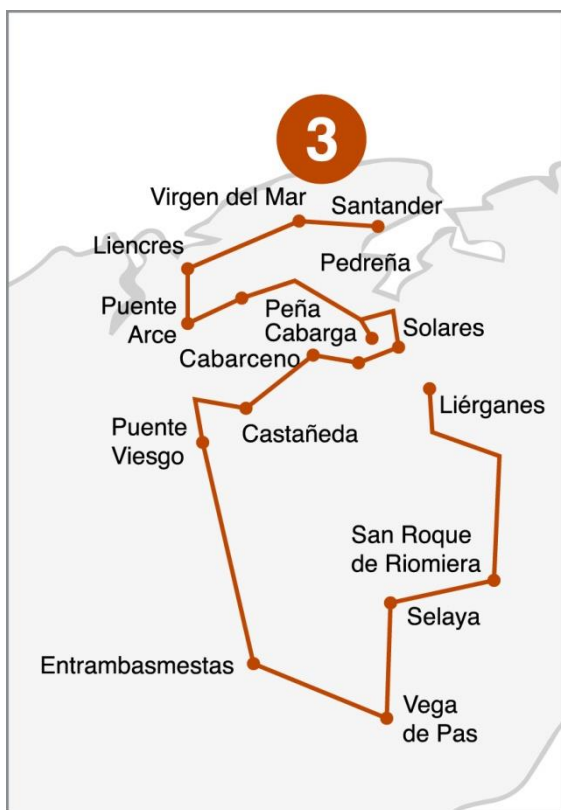 3
Virgen del Mar
Santander
Liencres
Pedreña
Puente
Arce
Peña
Cabarga
Solares
Cabarceno
Liérganes
Castañeda
Puente
Viesgo
San Roque
de Riomiera
Selaya
Entrambasmestas
Vega
de Pas